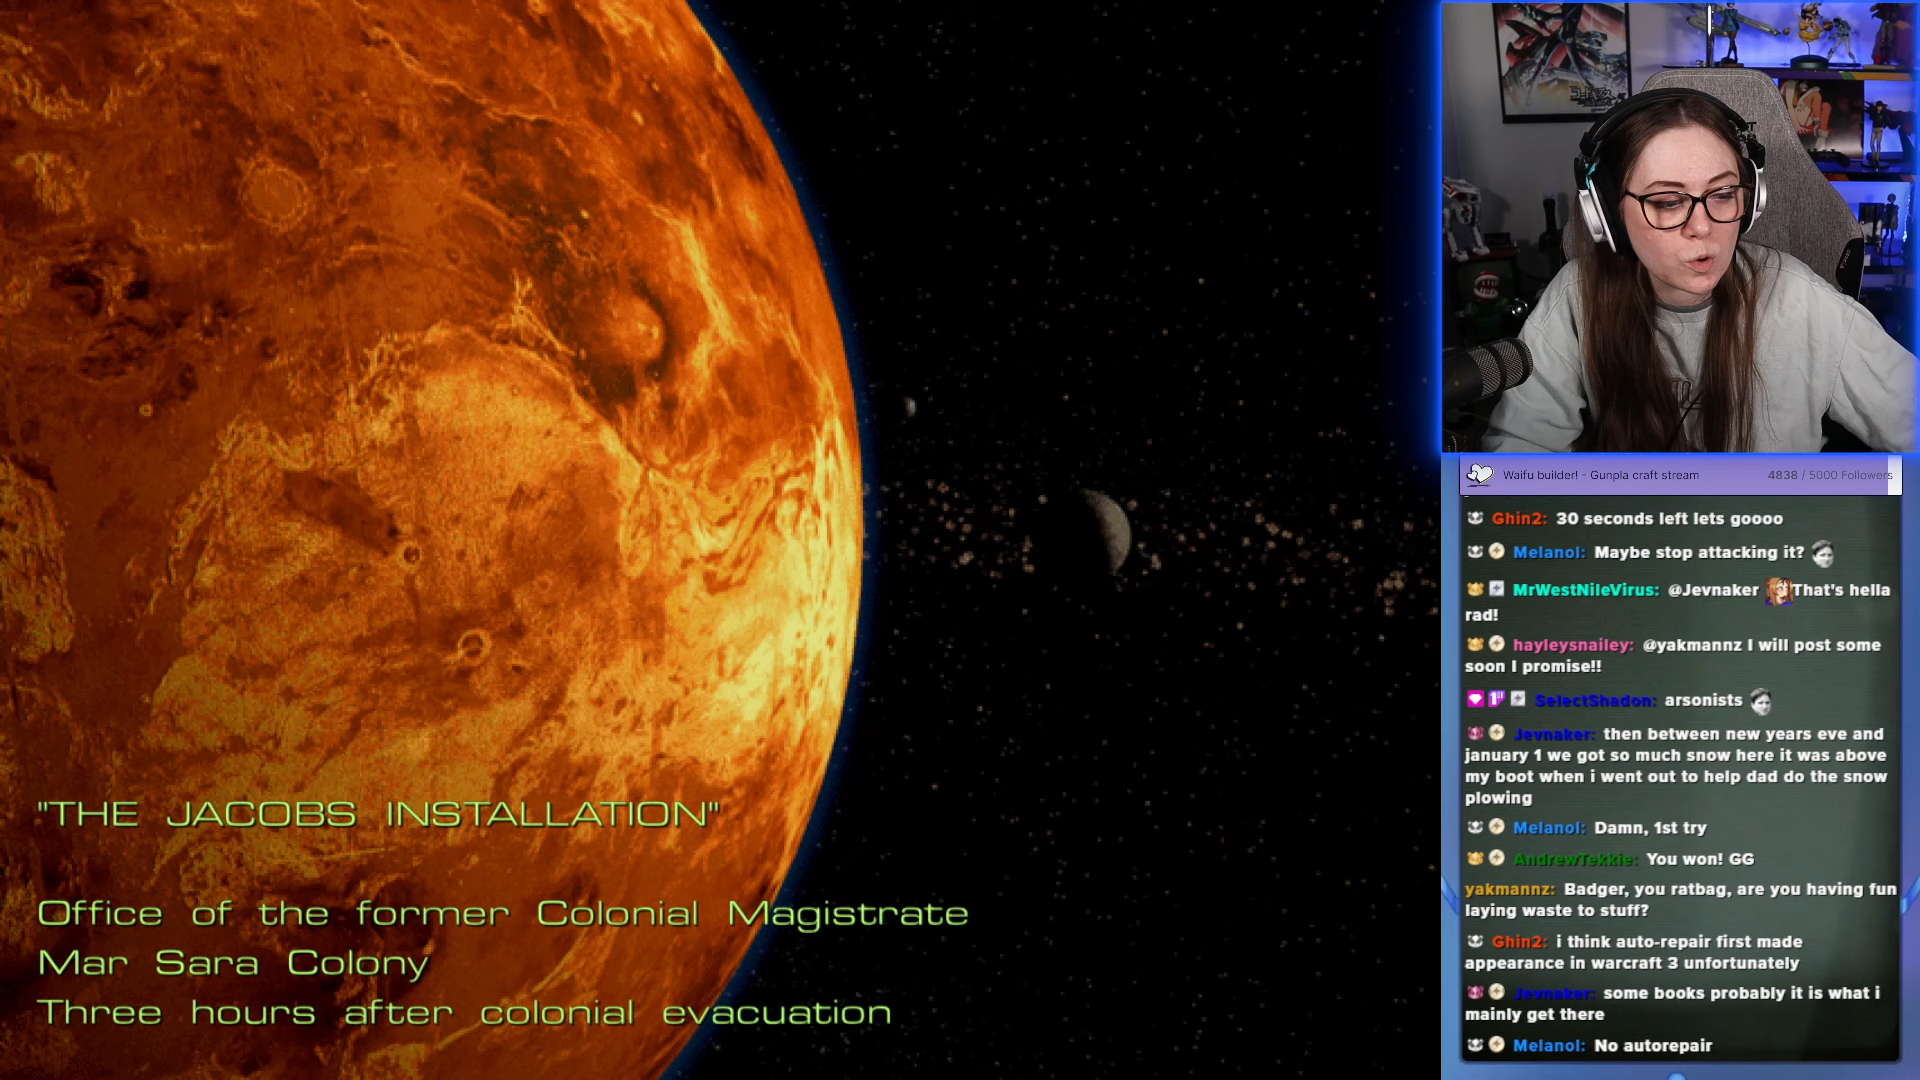 "THE JACOBS INSTALLATION"
Office of the former Colonial Magistrate
Mar Sara Colony
Three hours after colonial evacuation
Waifu builder! - Gunpla craft stream 4838 / 5000 Followers
Ghin2: 30 seconds left lets goooo
Melanol: Maybe stop attacking it?
MrWestNileVirus: @Jevnaker That's hella
rad!
hayleysnailey: @yakmannz I will post some
soon I promise!!
SelectShadon: arsonists
Jevnaker: then between new years eve and
january 1 we got so much snow here it was above
my boot when i went out to help dad do the snow
plowing
Melanol: Damn, 1st try
AndrewTekkie: You won! GG
yakmannz: Badger, you ratbag, are you having fun
laying waste to stuff?
Ghin2: i think auto-repair first made
appearance in warcraft 3 unfortunately
Jevnaker: some books probably it is what i
mainly get there
Melanol: No autorepair